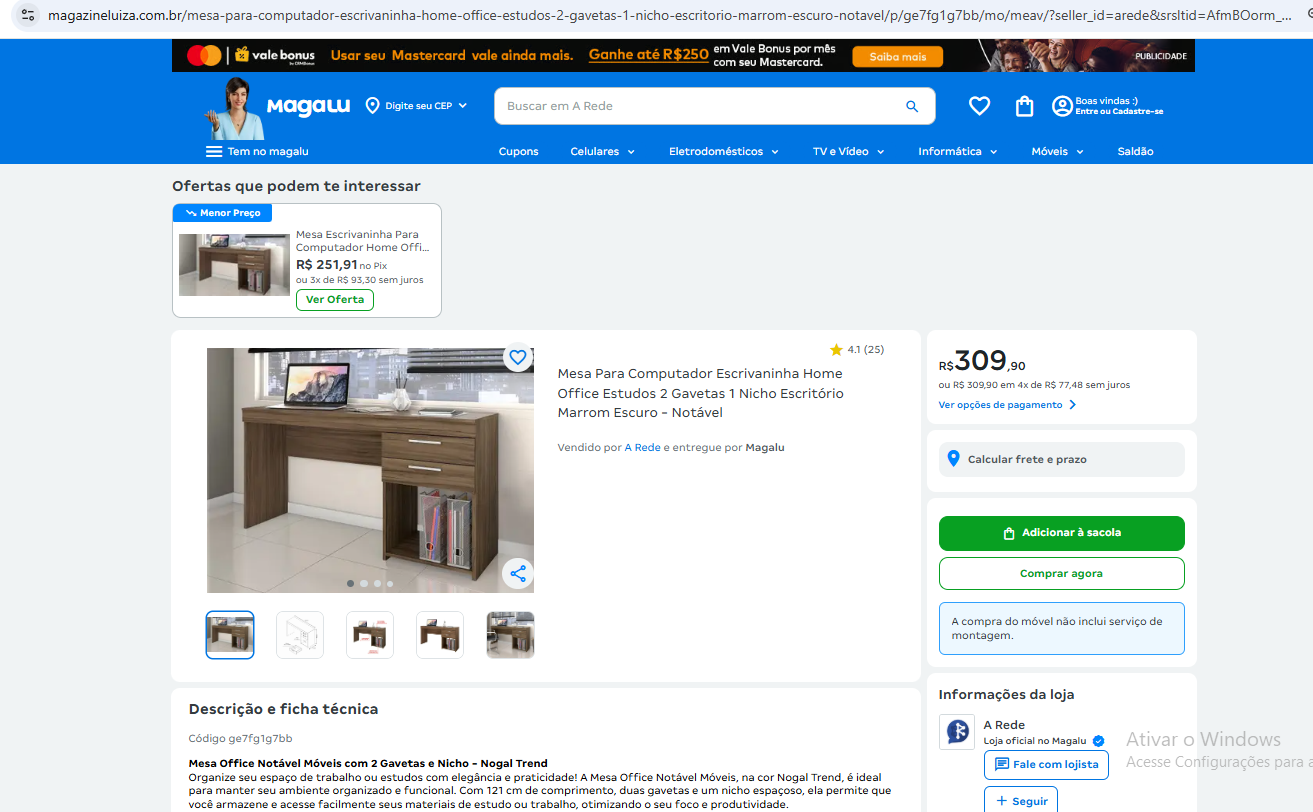 magazineluiza.com.br/mesa-para-computador-escrivaninha-home-office-estudos-2-gavetas-1-nicho-escritorio-marrom-escuro-notavel/p/ge7fg1g7bb/mo/meav/?seller_id=arede&srsltid=AfmBOorm_...
vale bonus
Usar seu Mastercard vale ainda mais.
Ganhe até R$250
em Vale Bonus por mês
com seu Mastercard.
Saiba mais
PUBLICIDADE
Magalu
Digite seu CEP
Buscar em A Rede
Boas vindas :)
Entre ou Cadastre-se
Tem no magalu
Cupons
Celulares
Eletrodomésticos
TV e Vídeo
Informática
Móveis
Saldão
Ofertas que podem te interessar
Menor Preço
Mesa Escrivaninha Para
Computador Home Offi...
R$ 251,91 no Pix
ou 3x de R$ 93,30 sem juros
Ver Oferta
4.1 (25)
Mesa Para Computador Escrivaninha Home
Office Estudos 2 Gavetas 1 Nicho Escritório
Marrom Escuro - Notável
Vendido por A Rede e entregue por Magalu
R$309,90
ou R$ 309,90 em 4x de R$ 77,48 sem juros
Ver opções de pagamento
Calcular frete e prazo
Adicionar à sacola
Comprar agora
A compra do móvel não inclui serviço de
montagem.
Descrição e ficha técnica
Código ge7fg1g7bb
Mesa Office Notável Móveis com 2 Gavetas e Nicho - Nogal Trend
Organize seu espaço de trabalho ou estudos com elegância e praticidade! A Mesa Office Notável Móveis, na cor Nogal Trend, é ideal
para manter seu ambiente organizado e funcional. Com 121 cm de comprimento, duas gavetas e um nicho espaçoso, ela permite que
você armazene e acesse facilmente seus materiais de estudo ou trabalho, otimizando o seu foco e produtividade.
Informações da loja
A Rede
Loja oficial no Magalu
Fale com lojista
Seguir
Ativar o Windows
Acesse Configurações para a